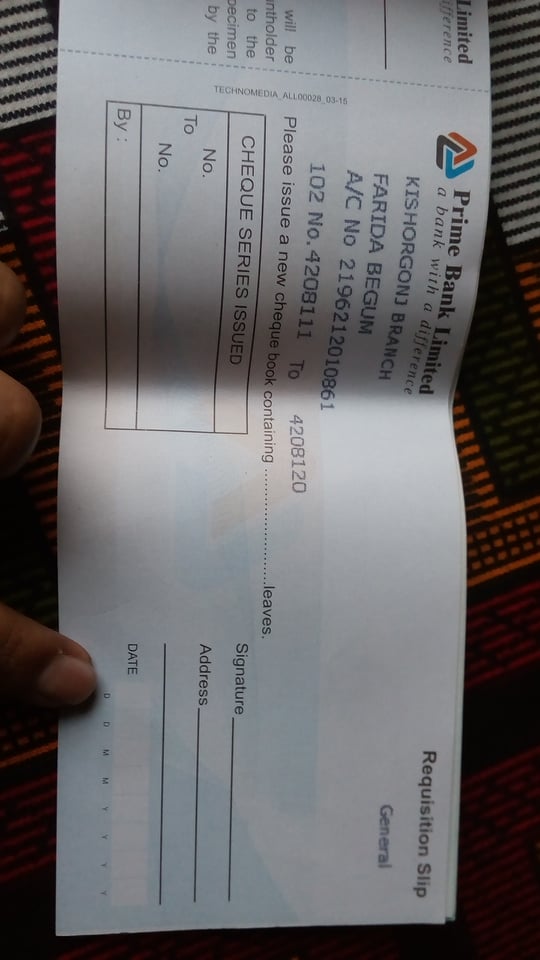 Limited
ifference
will be
ntholder
to the
pecimen
by the
TECHNOMEDIA_ALL00028_03-15
Prime Bank Limited
a bank with a difference
Requisition Slip
KISHORGONJ BRANCH
General
FARIDA BEGUM
A/C No 2196212010861
102 No.4208111 To 4208120
Please issue a new cheque book containing ........................leaves.
CHEQUE SERIES ISSUED
No.
To No.
By :
Signature
Address
DATE
D D M M Y Y Y Y